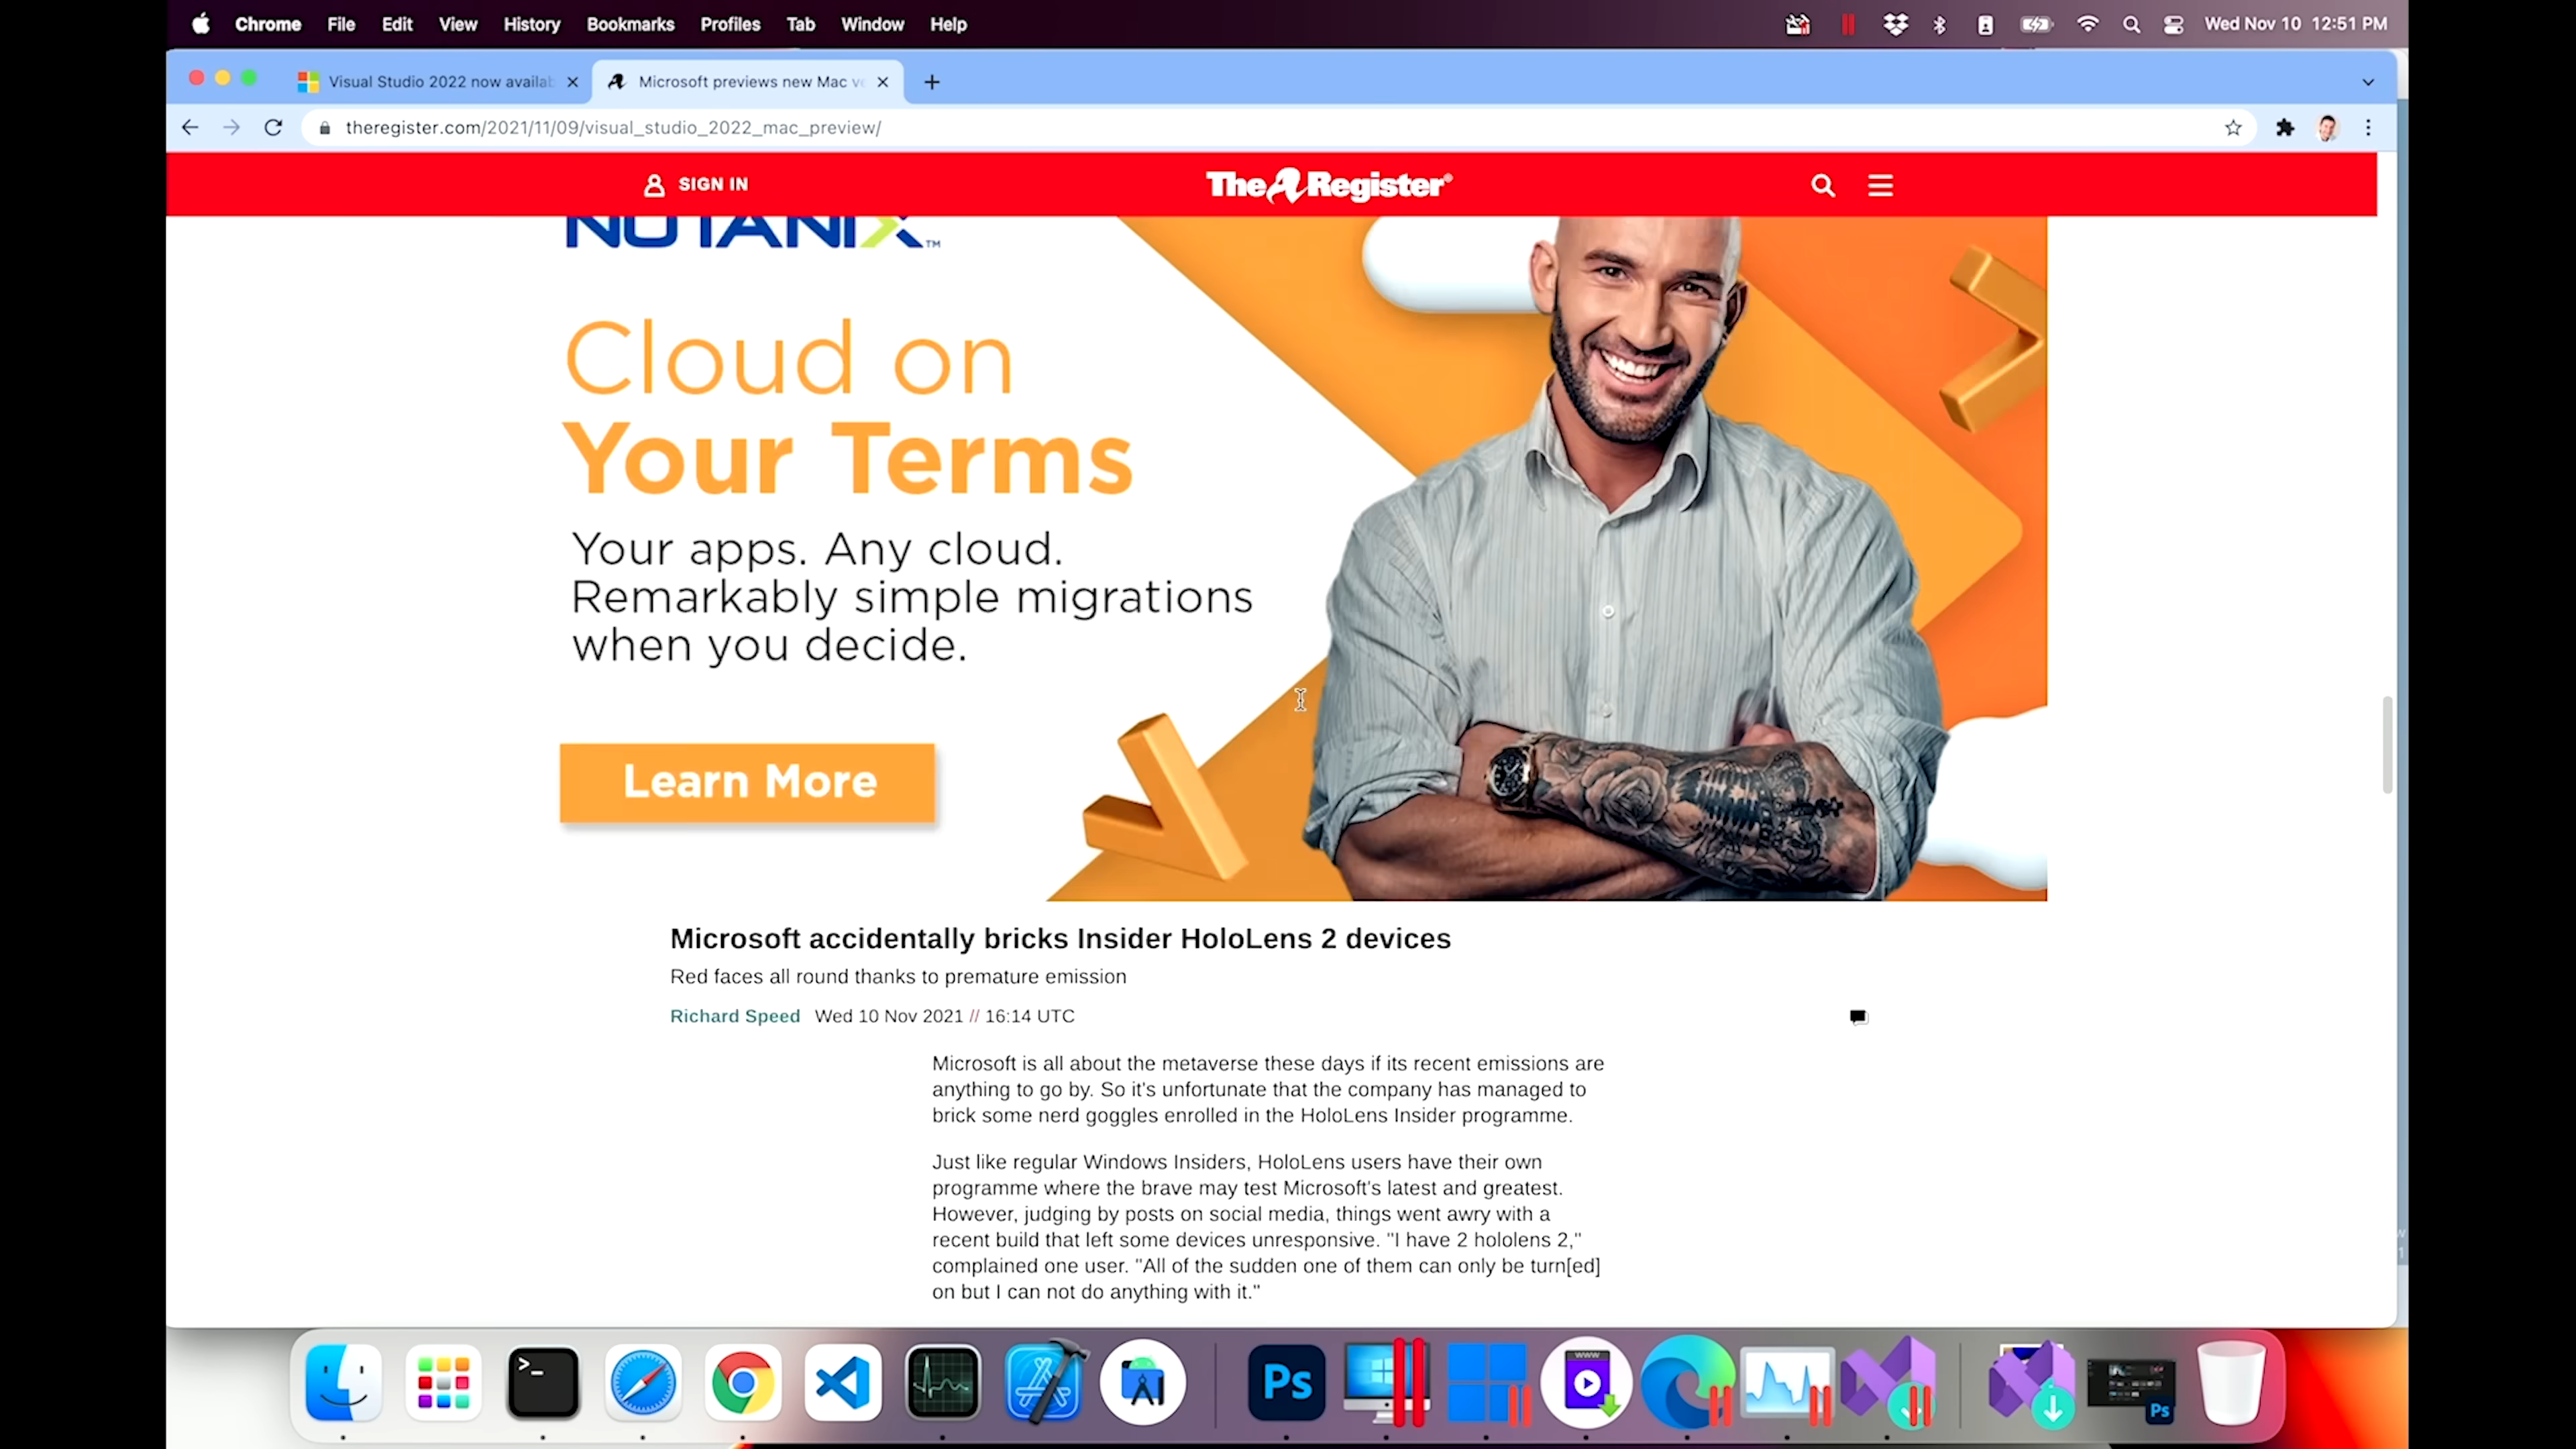 Chrome File Edit View History Bookmarks Profiles Tab Window Help
Wed Nov 10 12:51 PM
Visual Studio 2022 now availab
Microsoft previews new Mac ve
theregister.com/2021/11/09/visual_studio_2022_mac_preview/
SIGN IN
The Register
NUTANIX™
Cloud on
Your Terms
Your apps. Any cloud.
Remarkably simple migrations
when you decide.
Learn More
Microsoft accidentally bricks Insider HoloLens 2 devices
Red faces all round thanks to premature emission
Richard Speed Wed 10 Nov 2021 // 16:14 UTC
Microsoft is all about the metaverse these days if its recent emissions are
anything to go by. So it's unfortunate that the company has managed to
brick some nerd goggles enrolled in the HoloLens Insider programme.
Just like regular Windows Insiders, HoloLens users have their own
programme where the brave may test Microsoft's latest and greatest.
However, judging by posts on social media, things went awry with a
recent build that left some devices unresponsive. "I have 2 hololens 2,"
complained one user. "All of the sudden one of them can only be turn[ed]
on but I can not do anything with it."
Ps
WWW
Ps